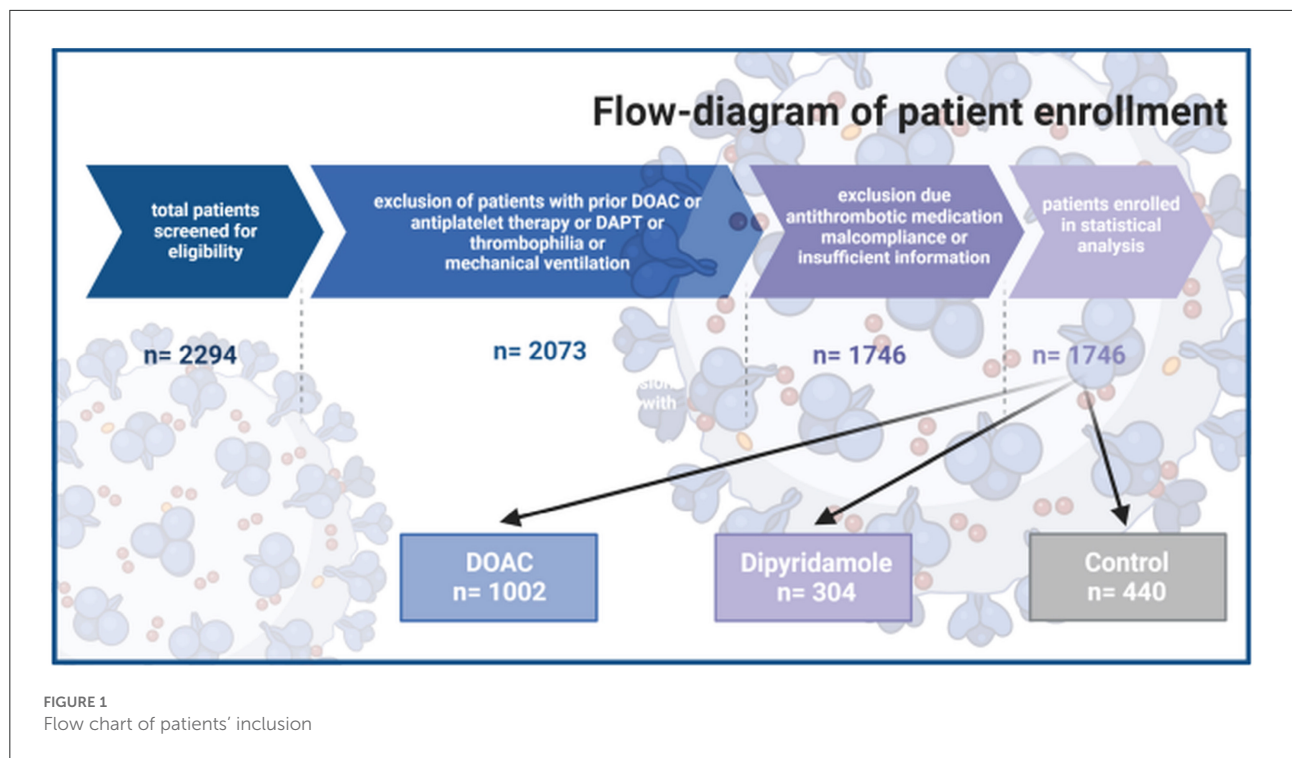 Flow-diagram of patient enrollment
total patients
screened for
eligibility
exclusion of patients with prior DOAC or
antiplatelet therapy or DAPT or
thrombophilia or
mechanical ventilation
exclusion due
antithrombotic medication
malcompliance or
insufficient information
patients enrolled
in statistical
analysis
n= 2294
n= 2073
n= 1746
n= 1746
with
DOAC
n= 1002
Dipyridamole
n= 304
Control
n= 440
FIGURE 1
Flow chart of patients' inclusion